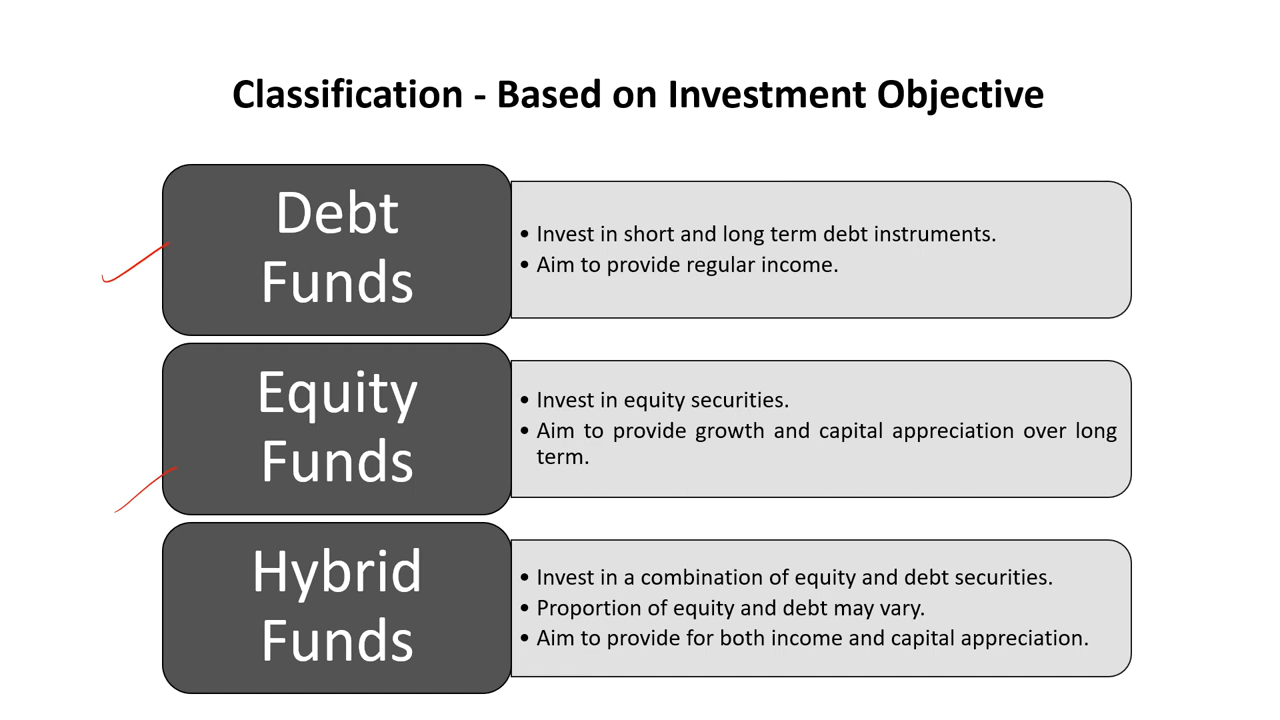 Classification - Based on Investment Objective
Debt
Funds
• Invest in short and long term debt instruments.
• Aim to provide regular income.
Equity
Funds
• Invest in equity securities.
• Aim to provide growth and capital appreciation over long
term.
Hybrid
Funds
• Invest in a combination of equity and debt securities.
• Proportion of equity and debt may vary.
• Aim to provide for both income and capital appreciation.